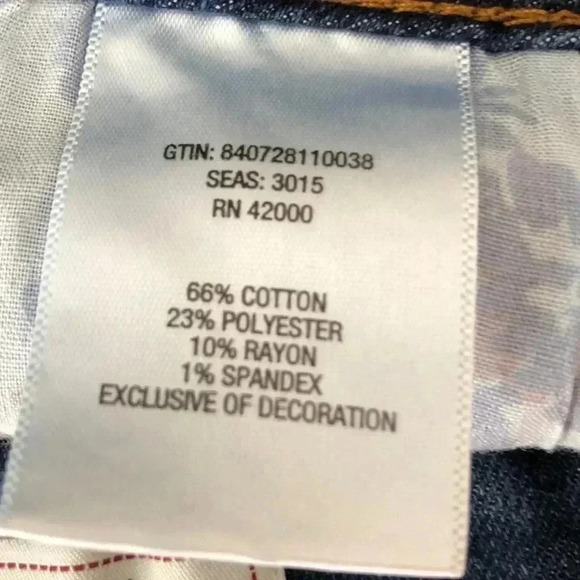 GTIN: 840728110038
SEAS: 3015
RN 42000
66% COTTON
23% POLYESTER
10% RAYON
1% SPANDEX
EXCLUSIVE OF DECORATION